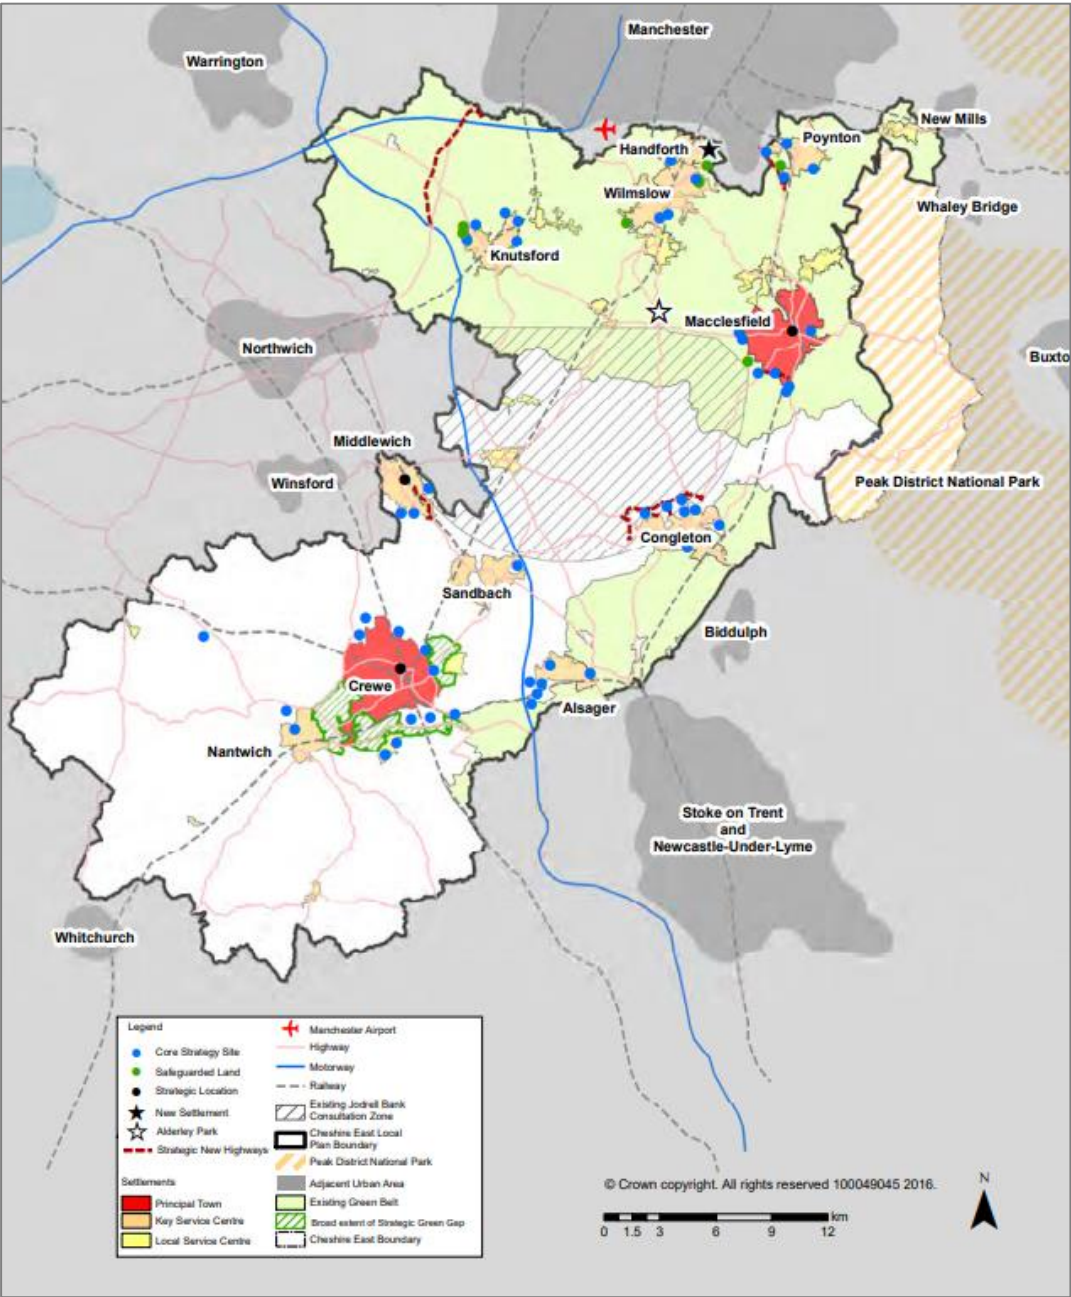 Manchester
Warrington
New Mills
Poynton
Handforth
Wilmslow
Whaley Bridge
Knutsford
Macclesfield
Northwich
Buxto
Middlewich
Winsford
Peak District National Park
Congleton
Sandbach
Biddulph
Crewe
Alsager
Nantwich
Stoke on Trent
and
Newcastle-Under-Lyme
Whitchurch
Legend
Core Strategy Site
Safeguarded Land
Strategic Location
New Settlement
Alderley Park
Strategic New Highways
Settlements
Principal Town
Key Service Centre
Local Service Centre
Manchester Airport
Highway
Motorway
Railway
Existing Jodrell Bank
Consultation Zone
Cheshire East Local
Plan Boundary
Peak District National Park
Adjacent Urban Area
Existing Green Belt
Broad extent of Strategic Green Gap
Cheshire East Boundary
© Crown copyright. All rights reserved 100049045 2016.
N
km
0 1.5 3 6 9 12